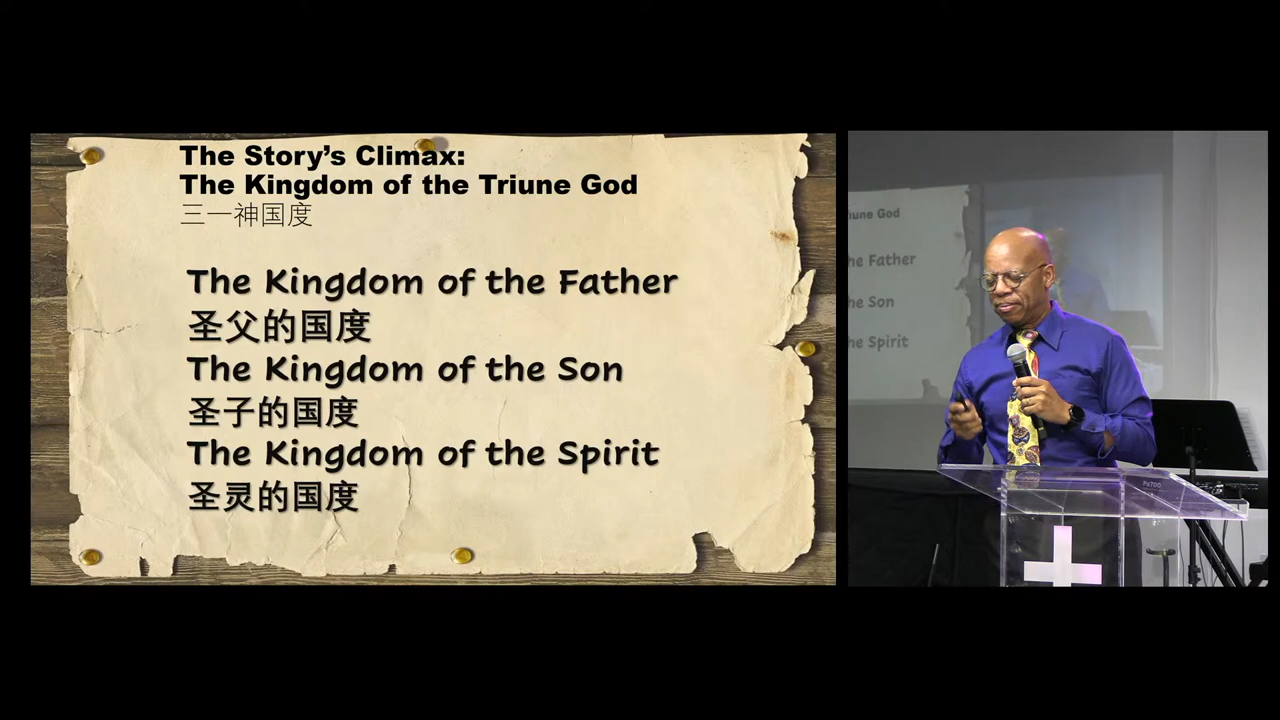 The Story's Climax:
The Kingdom of the Triune God
三一神国度
The Kingdom of the Father
圣父的国度
The Kingdom of the Son
圣子的国度
The Kingdom of the Spirit
圣灵的国度
Triune God
he Father
he Son
he Spirit